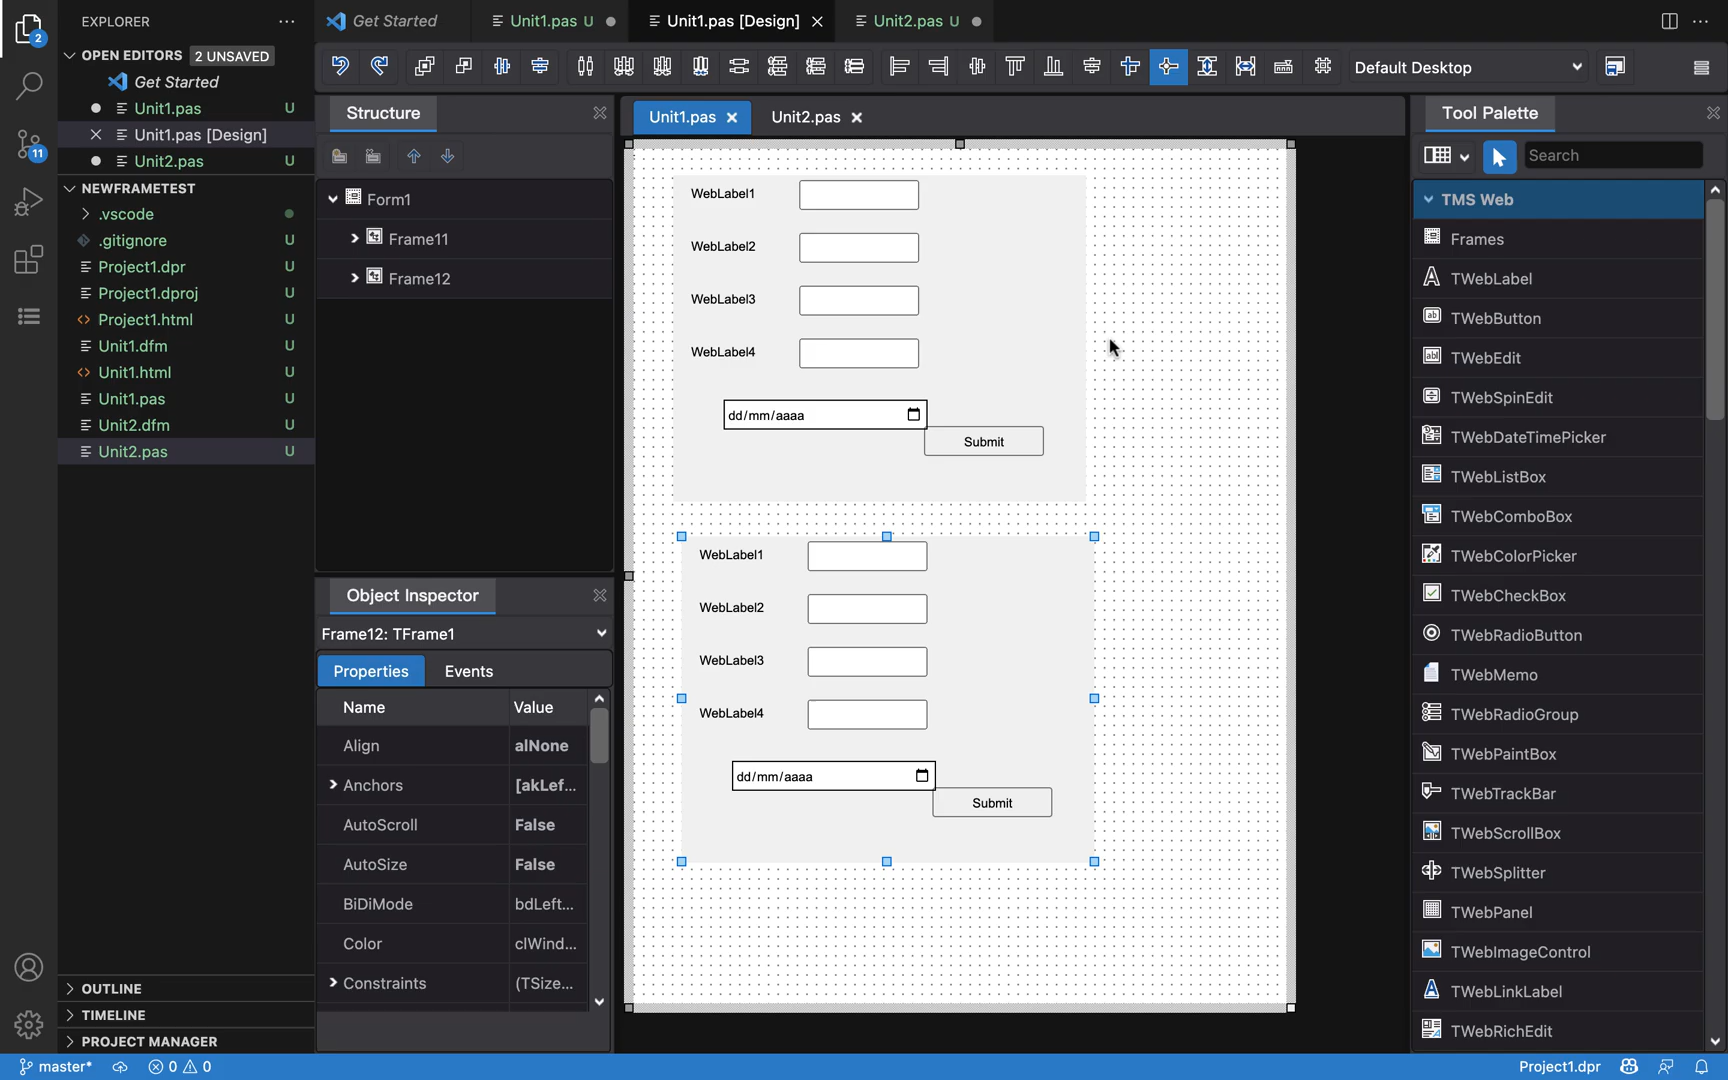 EXPLORER
OPEN EDITORS 2 UNSAVED
Get Started
Unit1.pas U
Unit1.pas [Design]
Unit2.pas U
NEWFRAMETEST
.vscode
.gitignore U
Project1.dpr U
Project1.dproj U
Project1.html U
Unit1.dfm U
Unit1.html U
Unit1.pas U
Unit2.dfm U
Unit2.pas U
OUTLINE
TIMELINE
PROJECT MANAGER
2
11
Get Started
Unit1.pas U
Unit1.pas [Design]
Unit2.pas U
Default Desktop
Structure
Form1
Frame11
Frame12
Object Inspector
Frame12: TFrame1
Properties Events
Name Value
Align alNone
Anchors [akLef...
AutoScroll False
AutoSize False
BiDiMode bdLeft...
Color clWind...
Constraints (TSize...
Unit1.pas Unit2.pas
WebLabel1
WebLabel2
WebLabel3
WebLabel4
dd/mm/aaaa
Submit
WebLabel1
WebLabel2
WebLabel3
WebLabel4
dd/mm/aaaa
Submit
Tool Palette
Search
TMS Web
Frames
TWebLabel
TWebButton
TWebEdit
TWebSpinEdit
TWebDateTimePicker
TWebListBox
TWebComboBox
TWebColorPicker
TWebCheckBox
TWebRadioButton
TWebMemo
TWebRadioGroup
TWebPaintBox
TWebTrackBar
TWebScrollBox
TWebSplitter
TWebPanel
TWebImageControl
TWebLinkLabel
TWebRichEdit
master* 0 0
Project1.dpr